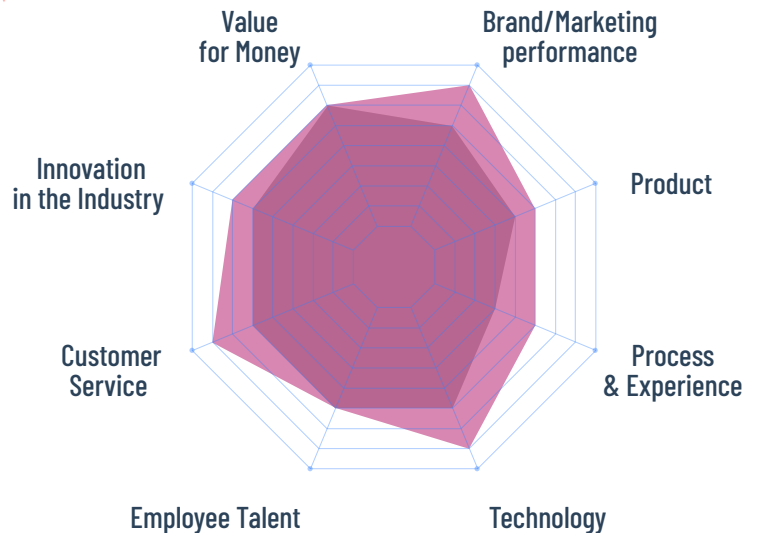 Value
for Money
Brand/Marketing
performance
Innovation
in the Industry
Product
Customer
Service
Process
& Experience
Employee Talent
Technology